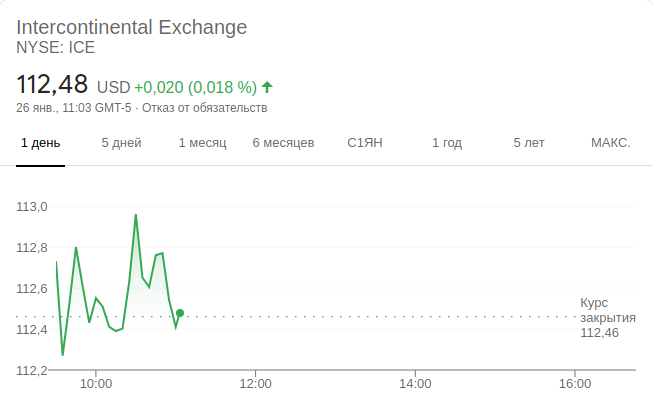 Intercontinental Exchange
NYSE: ICE
112,48 USD +0,020 (0,018 %)
26 янв., 11:03 GMT-5 · Отказ от обязательств
1 день 5 дней 1 месяц 6 месяцев С1ЯН 1 год 5 лет МАКС.
113,0
112,8
112,6
112,4
112,2
Курс
закрытия
112,46
10:00 12:00 14:00 16:00